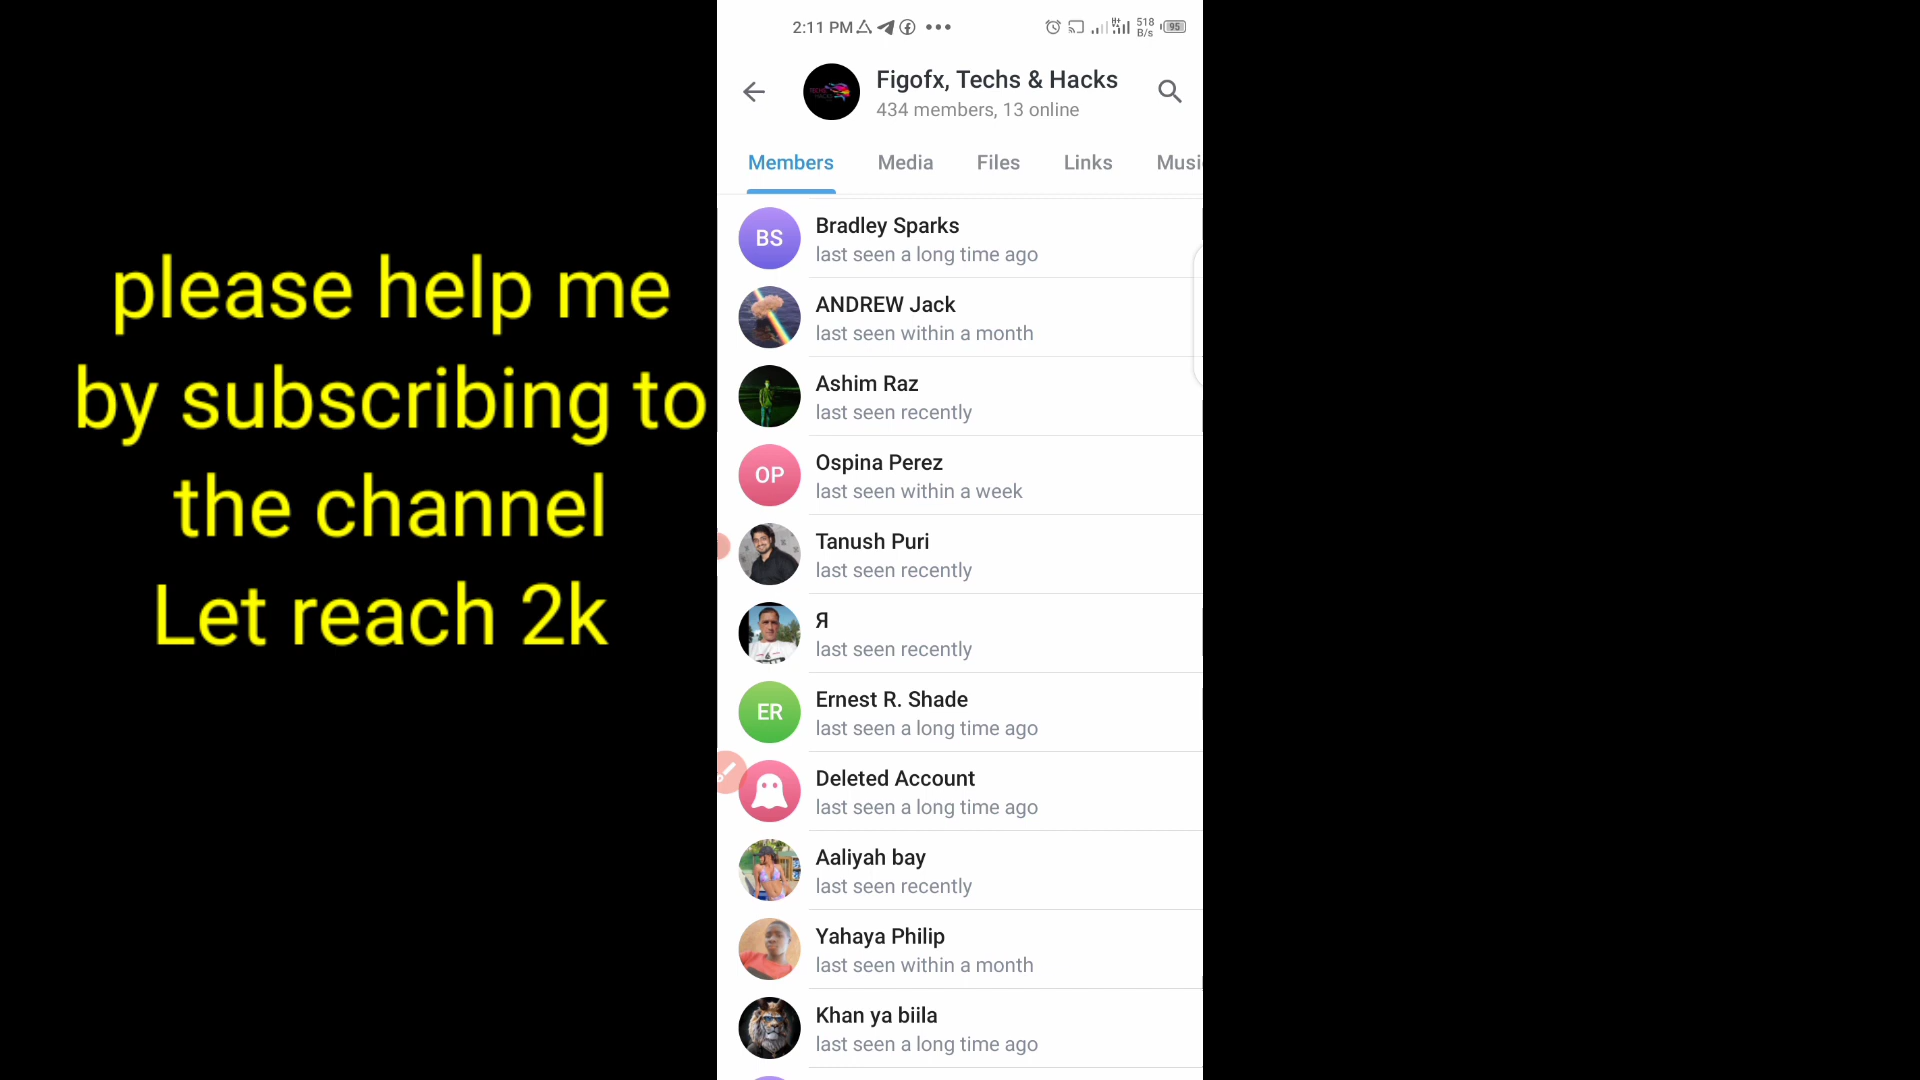 please help me
by subscribing to
the channel
Let reach 2k
2:11 PM
518 B/s
95
Figofx, Techs & Hacks
434 members, 13 online
Members Media Files Links Musi
BS
Bradley Sparks
last seen a long time ago
ANDREW Jack
last seen within a month
Ashim Raz
last seen recently
OP
Ospina Perez
last seen within a week
Tanush Puri
last seen recently
Я
last seen recently
ER
Ernest R. Shade
last seen a long time ago
Deleted Account
last seen a long time ago
Aaliyah bay
last seen recently
Yahaya Philip
last seen within a month
Khan ya biila
last seen a long time ago